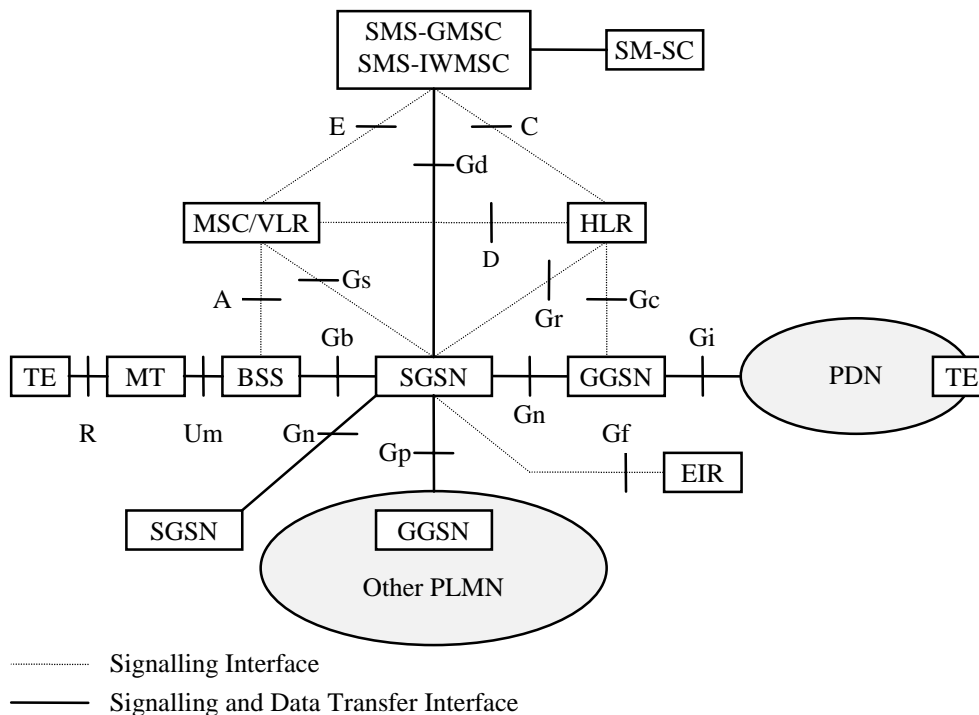 SMS-GMSC
SMS-IWMSC
SM-SC
E
C
Gd
MSC/VLR
HLR
D
Gs
A
Gr
Gc
Gb
Gi
TE
MT
BSS
SGSN
GGSN
PDN
TE
R
Um
Gn
Gn
Gp
Gf
EIR
SGSN
GGSN
Other PLMN
Signalling Interface
Signalling and Data Transfer Interface